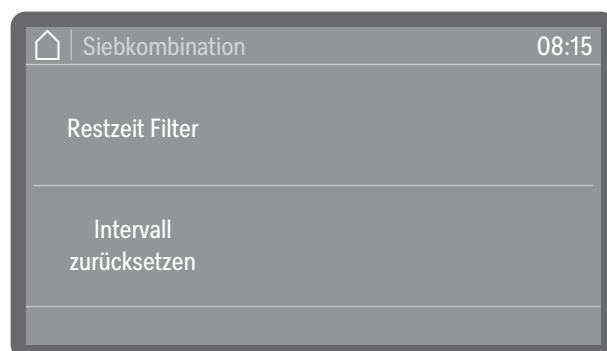 Siebkombination 08:15
Restzeit Filter
Intervall
zurücksetzen